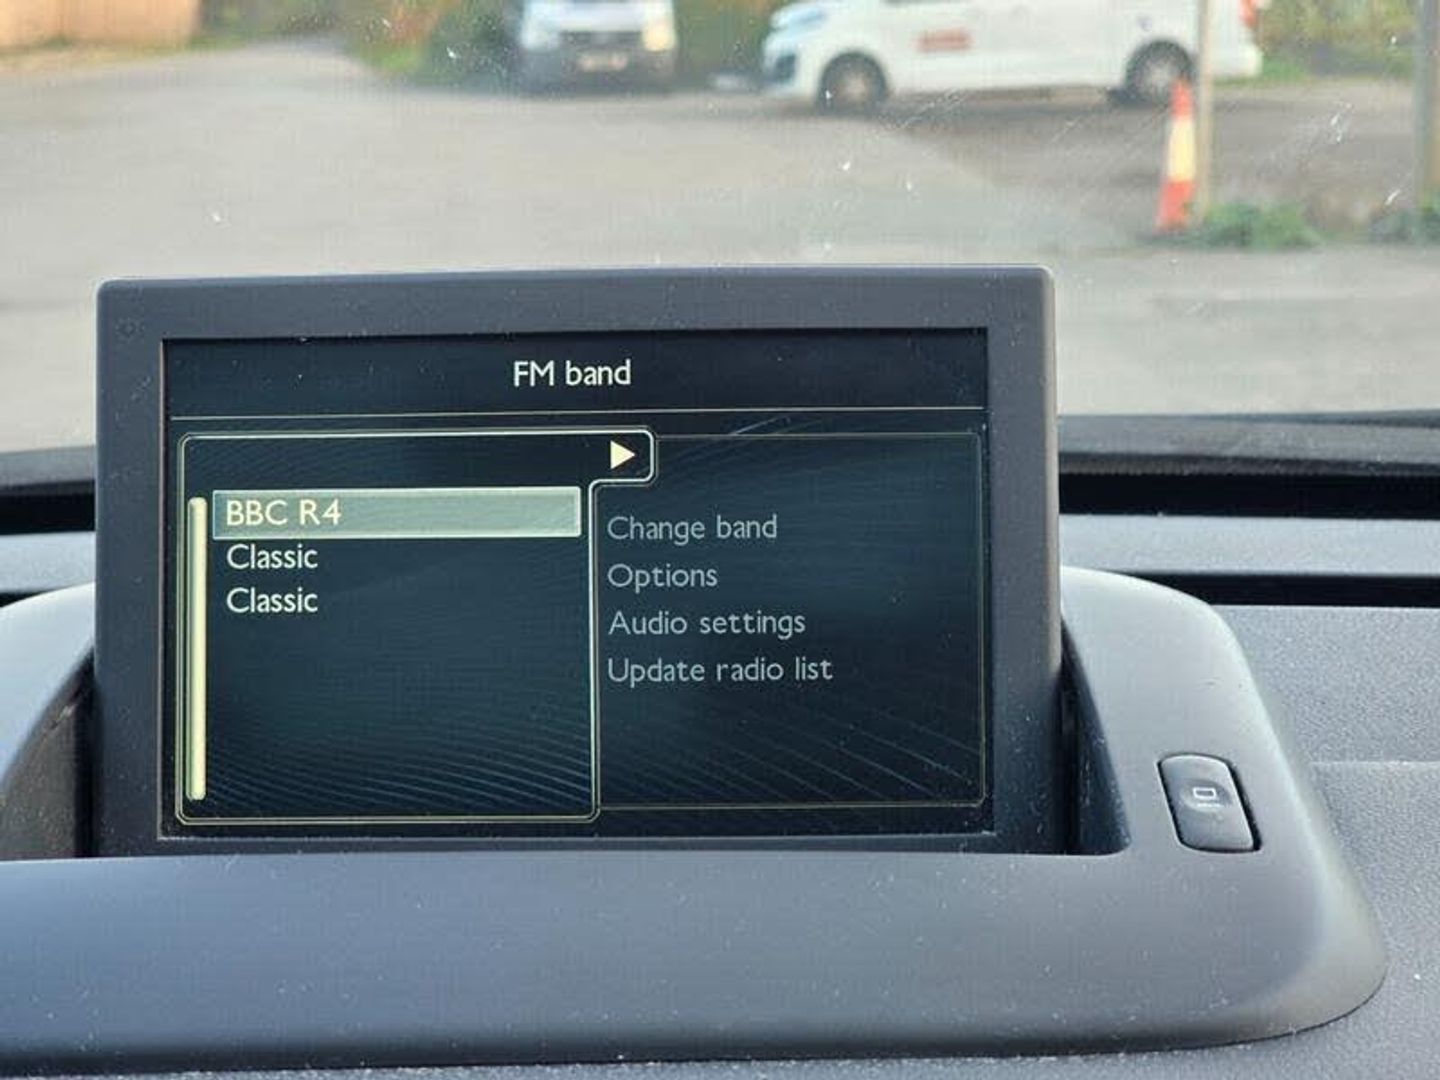 FM band
BBC R4
Classic
Classic
Change band
Options
Audio settings
Update radio list